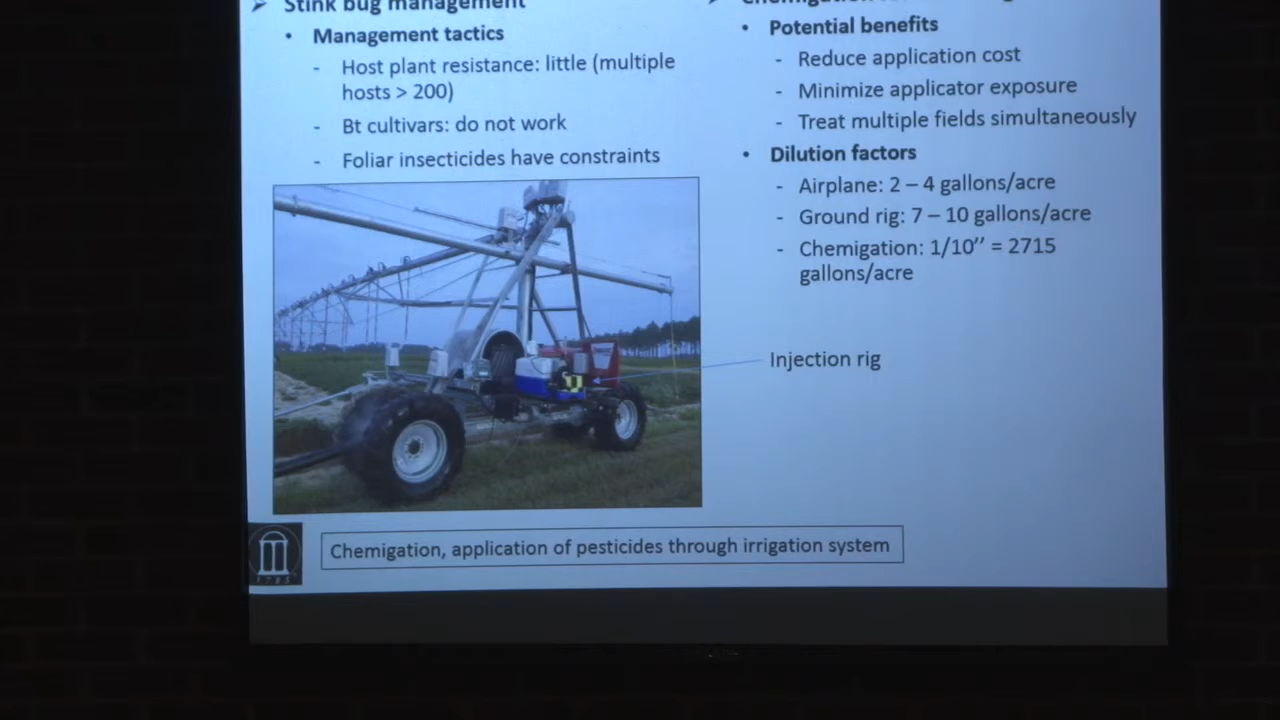 Stink bug management
• Management tactics
- Host plant resistance: little (multiple
hosts > 200)
- Bt cultivars: do not work
- Foliar insecticides have constraints
• Potential benefits
- Reduce application cost
- Minimize applicator exposure
- Treat multiple fields simultaneously
• Dilution factors
- Airplane: 2 – 4 gallons/acre
- Ground rig: 7 – 10 gallons/acre
- Chemigation: 1/10′′ = 2715
gallons/acre
Injection rig
1785
Chemigation, application of pesticides through irrigation system